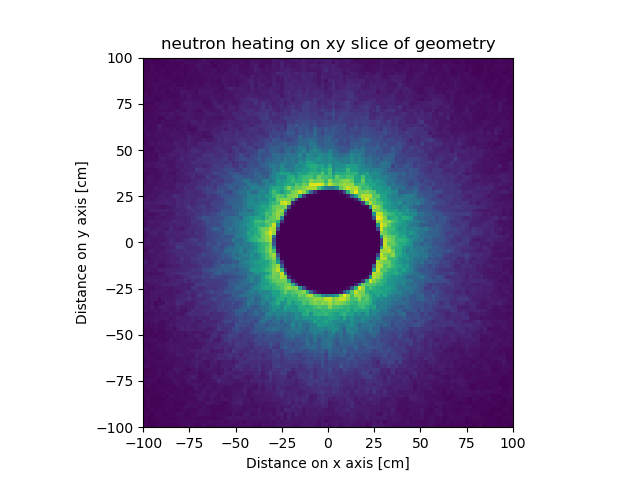 neutron heating on xy slice of geometry
100
75
50
25
0
−25
−50
−75
−100
Distance on y axis [cm]
−100 −75 −50 −25 0 25 50 75 100
Distance on x axis [cm]